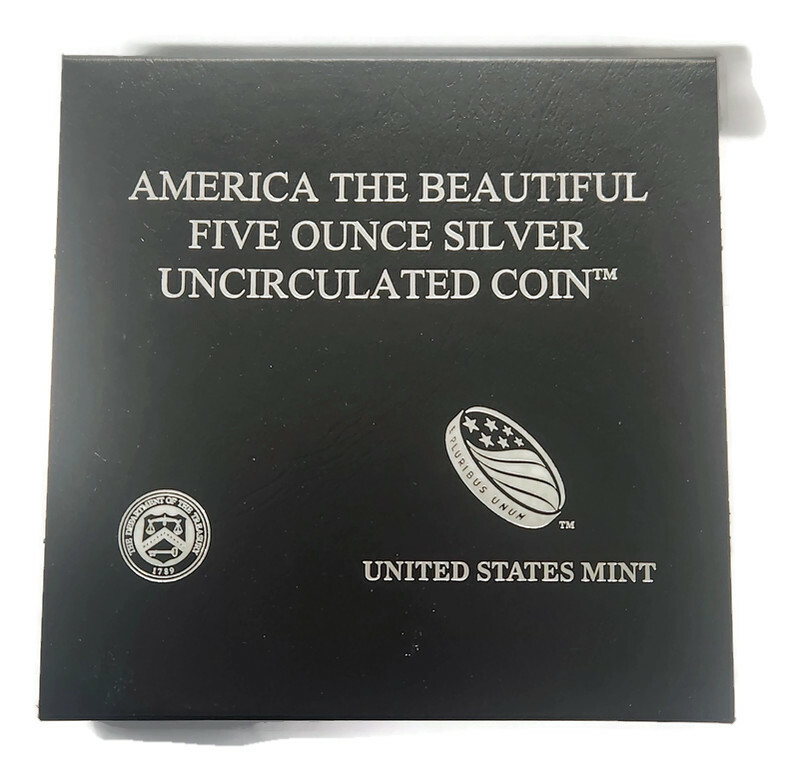 AMERICA THE BEAUTIFUL
FIVE OUNCE SILVER
UNCIRCULATED COIN™
E PLURIBUS UNUM
TM
THE DEPARTMENT OF THE TREASURY
1789
UNITED STATES MINT